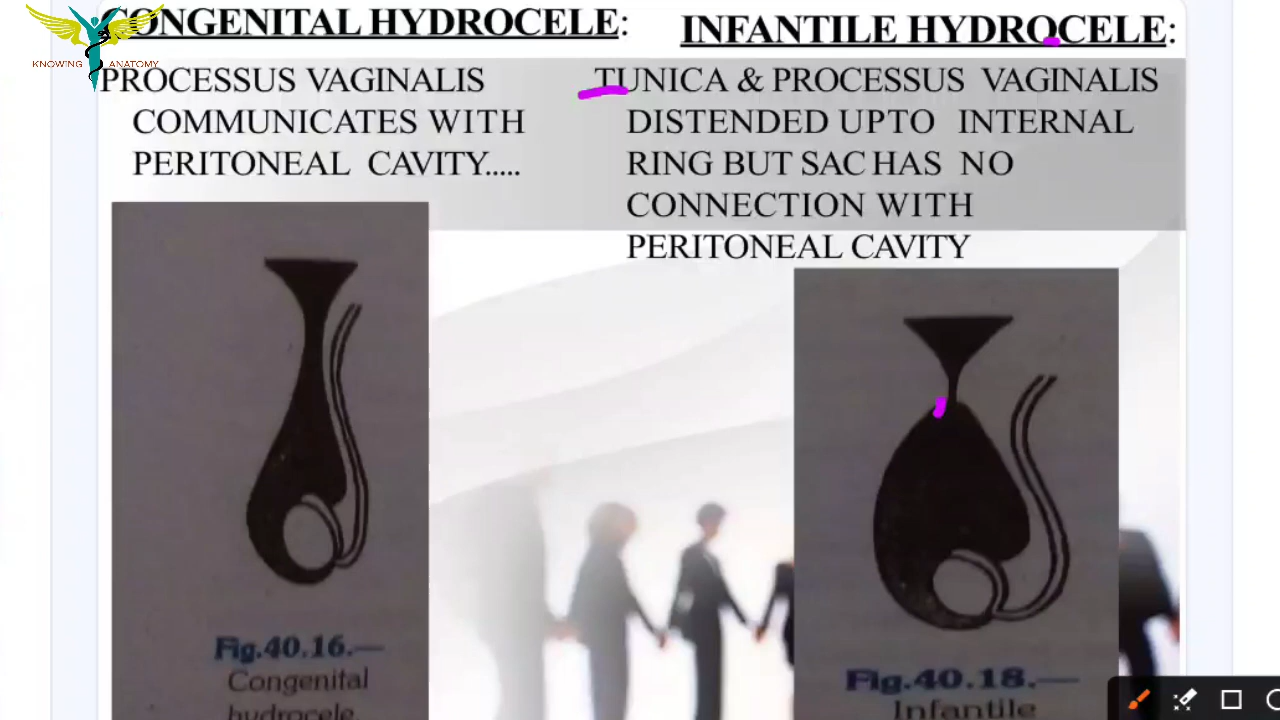 CONGENITAL HYDROCELE:
PROCESSUS VAGINALIS
COMMUNICATES WITH
PERITONEAL CAVITY.....
INFANTILE HYDROCELE:
TUNICA & PROCESSUS VAGINALIS
DISTENDED UPTO INTERNAL
RING BUT SAC HAS NO
CONNECTION WITH
PERITONEAL CAVITY
KNOWING ANATOMY
Fig.40.16.—
Congenital
hydrocele.
Fig.40.18.—
Infantile